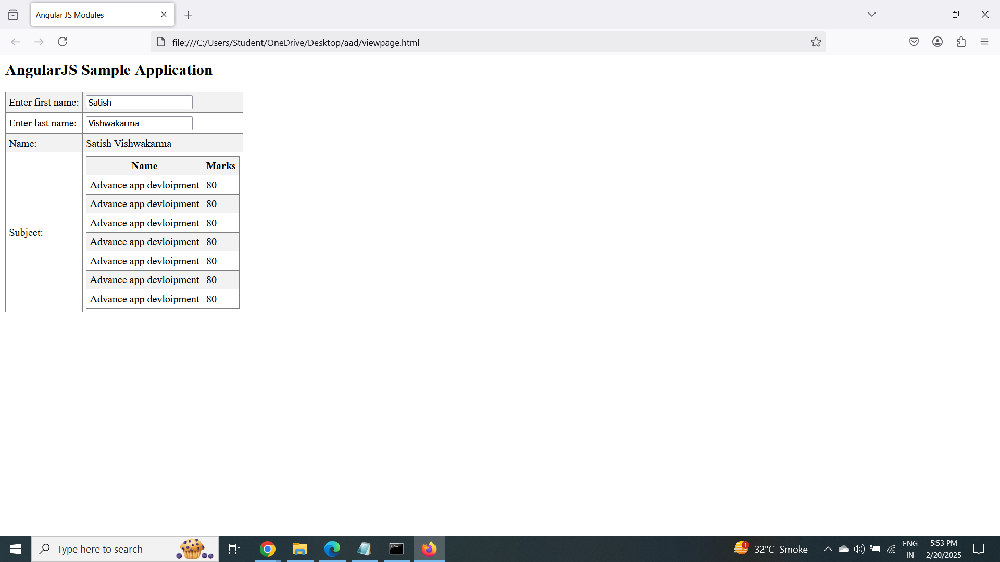 Angular JS Modules
file:///C:/Users/Student/OneDrive/Desktop/aad/viewpage.html
AngularJS Sample Application
Enter first name: Satish
Enter last name: Vishwakarma
Name: Satish Vishwakarma
Subject:
Name Marks
Advance app devloipment 80
Advance app devloipment 80
Advance app devloipment 80
Advance app devloipment 80
Advance app devloipment 80
Advance app devloipment 80
Advance app devloipment 80
Type here to search
1
32°C Smoke
ENG
IN
5:53 PM
2/20/2025